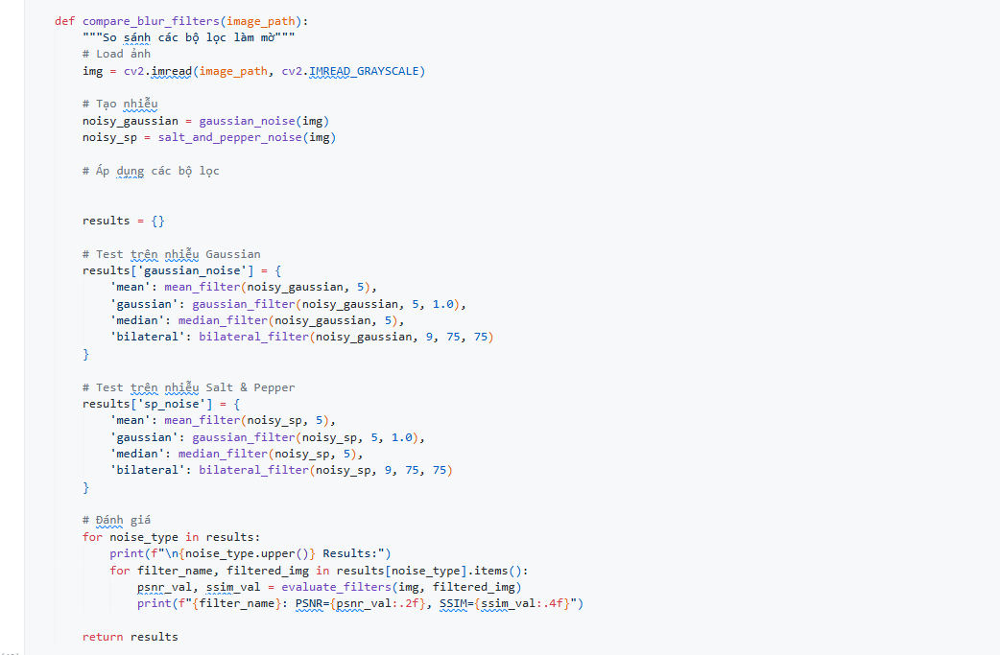 def compare_blur_filters(image_path):
    """So sánh các bộ lọc làm mờ"""
    # Load ảnh
    img = cv2.imread(image_path, cv2.IMREAD_GRAYSCALE)

    # Tạo nhiễu
    noisy_gaussian = gaussian_noise(img)
    noisy_sp = salt_and_pepper_noise(img)

    # Áp dụng các bộ lọc


    results = {}

    # Test trên nhiễu Gaussian
    results['gaussian_noise'] = {
        'mean': mean_filter(noisy_gaussian, 5),
        'gaussian': gaussian_filter(noisy_gaussian, 5, 1.0),
        'median': median_filter(noisy_gaussian, 5),
        'bilateral': bilateral_filter(noisy_gaussian, 9, 75, 75)
    }

    # Test trên nhiễu Salt & Pepper
    results['sp_noise'] = {
        'mean': mean_filter(noisy_sp, 5),
        'gaussian': gaussian_filter(noisy_sp, 5, 1.0),
        'median': median_filter(noisy_sp, 5),
        'bilateral': bilateral_filter(noisy_sp, 9, 75, 75)
    }

    # Đánh giá
    for noise_type in results:
        print(f"\n{noise_type.upper()} Results:")
        for filter_name, filtered_img in results[noise_type].items():
            psnr_val, ssim_val = evaluate_filters(img, filtered_img)
            print(f"{filter_name}: PSNR={psnr_val:.2f}, SSIM={ssim_val:.4f}")

    return results